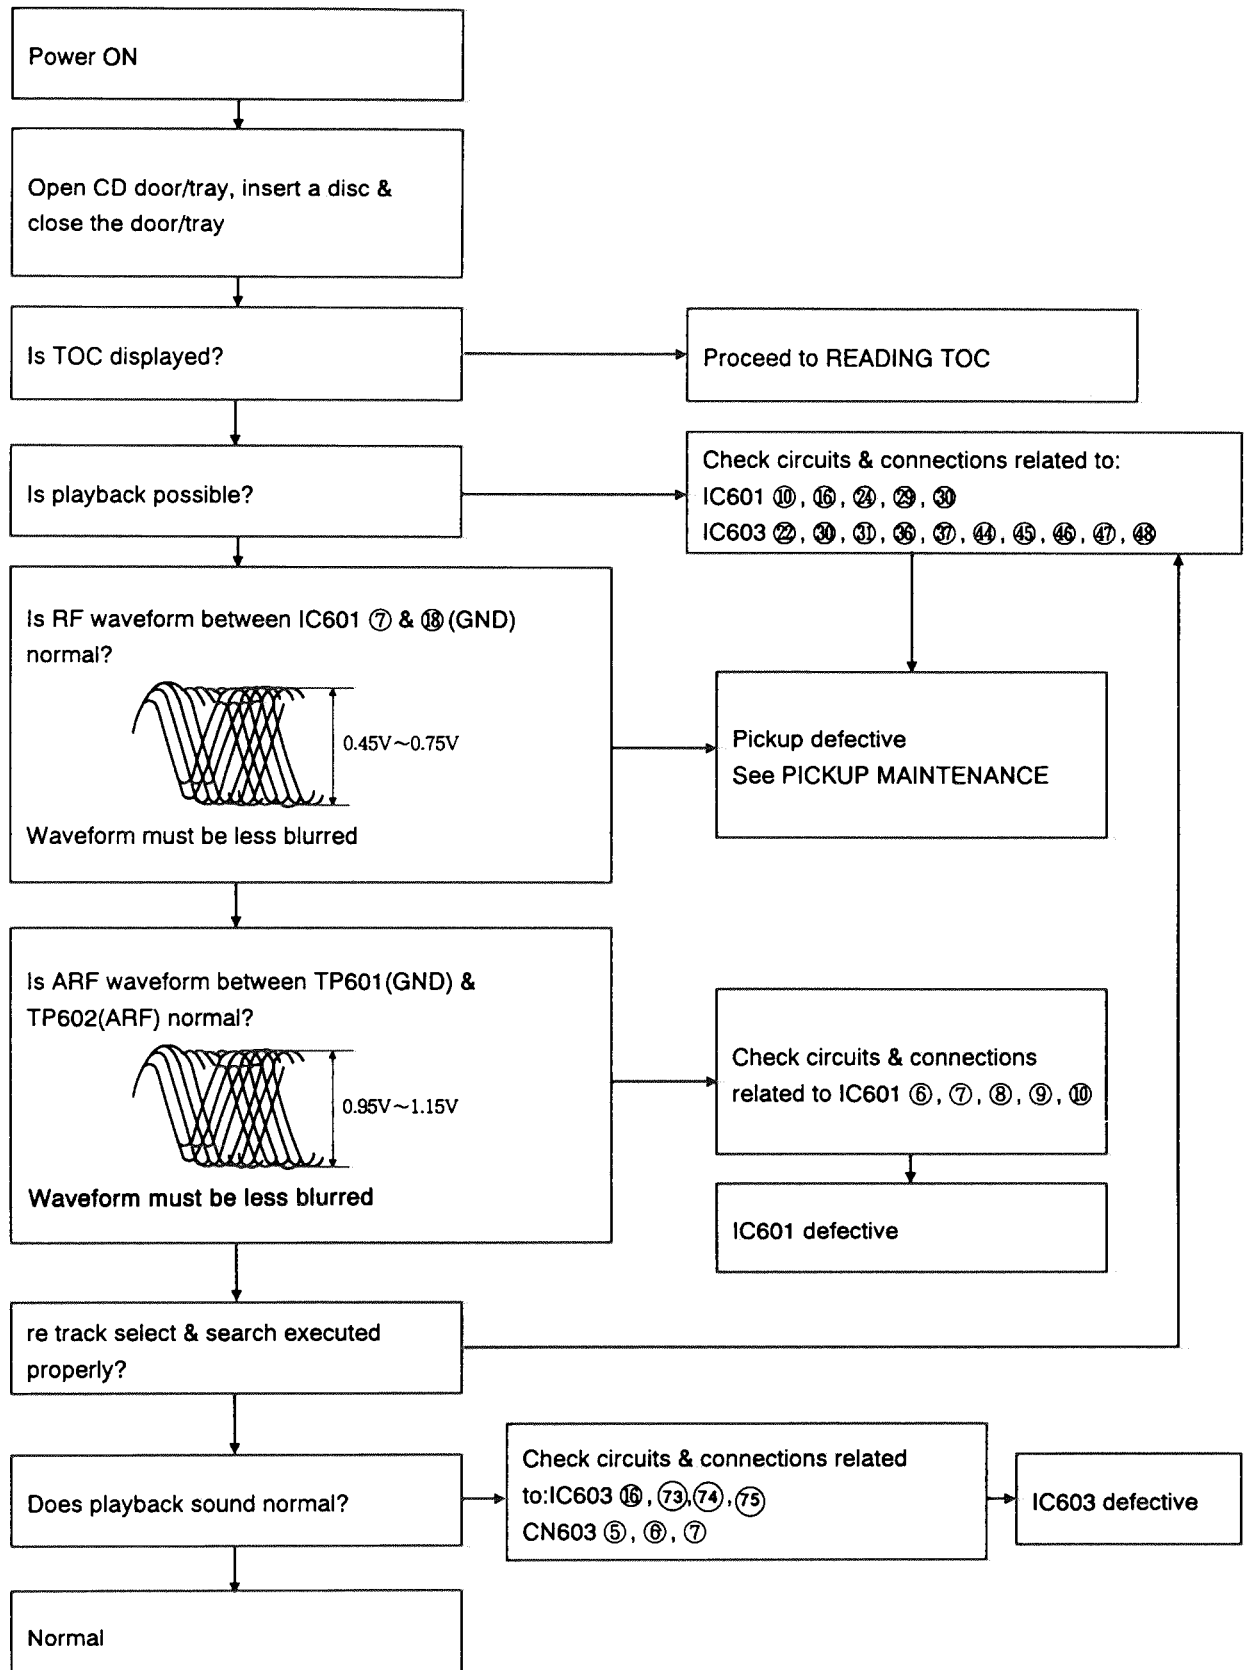 Power ON
Open CD door/tray, insert a disc &
close the door/tray
Is TOC displayed?
Proceed to READING TOC
Is playback possible?
Check circuits & connections related to:
IC601 ⑩, ⑯, ㉔, ㉙, ㉚
IC603 ㉒, ㉚, ㉛, ㊱, ㊲, ㊹, ㊺, ㊻, ㊼, ㊽
Is RF waveform between IC601 ⑦ & ⑱ (GND)
normal?
0.45V~0.75V
Waveform must be less blurred
Pickup defective
See PICKUP MAINTENANCE
Is ARF waveform between TP601(GND) &
TP602(ARF) normal?
0.95V~1.15V
Waveform must be less blurred
Check circuits & connections
related to IC601 ⑥, ⑦, ⑧, ⑨, ⑩
IC601 defective
re track select & search executed
properly?
Does playback sound normal?
Check circuits & connections related
to:IC603 ⑯, (73), (74), (75)
CN603 ⑤, ⑥, ⑦
IC603 defective
Normal